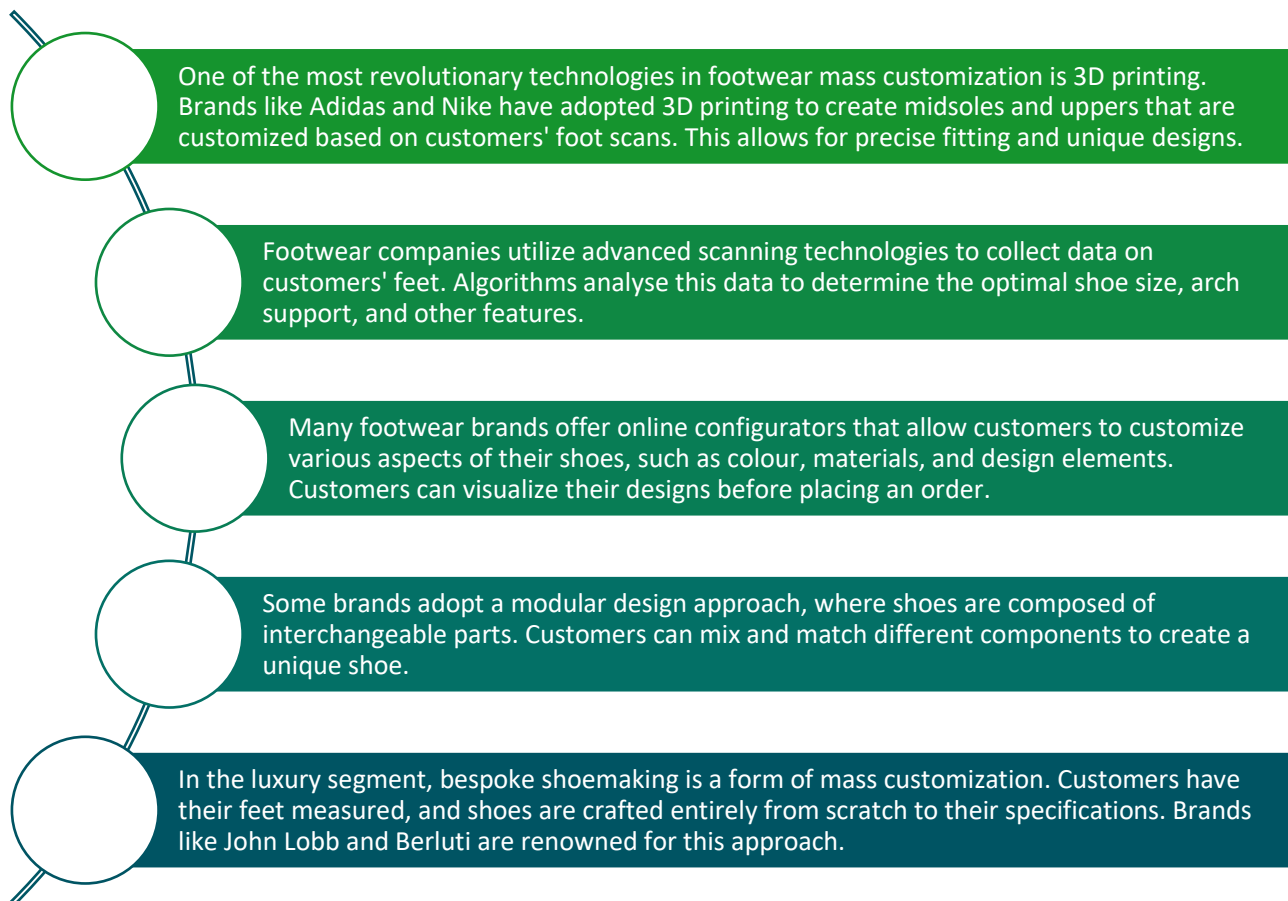 One of the most revolutionary technologies in footwear mass customization is 3D printing.
Brands like Adidas and Nike have adopted 3D printing to create midsoles and uppers that are
customized based on customers' foot scans. This allows for precise fitting and unique designs.
Footwear companies utilize advanced scanning technologies to collect data on
customers' feet. Algorithms analyse this data to determine the optimal shoe size, arch
support, and other features.
Many footwear brands offer online configurators that allow customers to customize
various aspects of their shoes, such as colour, materials, and design elements.
Customers can visualize their designs before placing an order.
Some brands adopt a modular design approach, where shoes are composed of
interchangeable parts. Customers can mix and match different components to create a
unique shoe.
In the luxury segment, bespoke shoemaking is a form of mass customization. Customers have
their feet measured, and shoes are crafted entirely from scratch to their specifications. Brands
like John Lobb and Berluti are renowned for this approach.